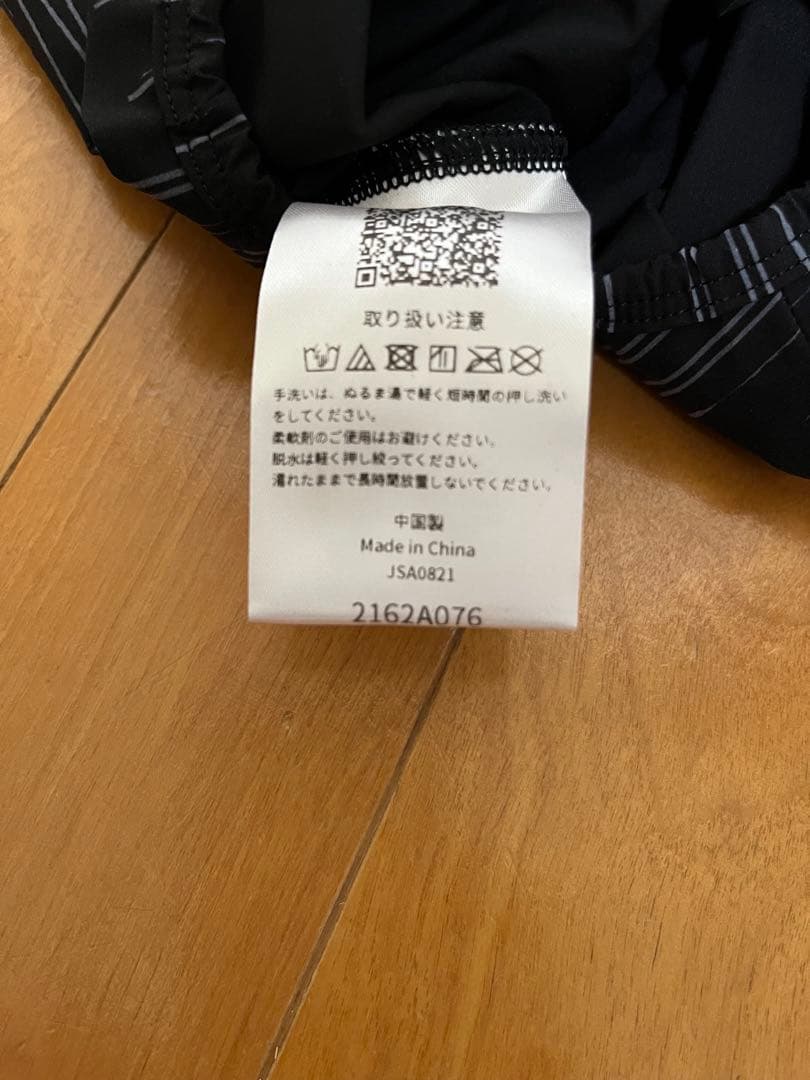 取り扱い注意
手洗いは、ぬるま湯で軽く短時間の押し洗い
をしてください。
柔軟剤のご使用はお避けください。
脱水は軽く押し絞ってください。
濡れたままで長時間放置しないでください。
中国製
Made in China
JSA0821
2162A076